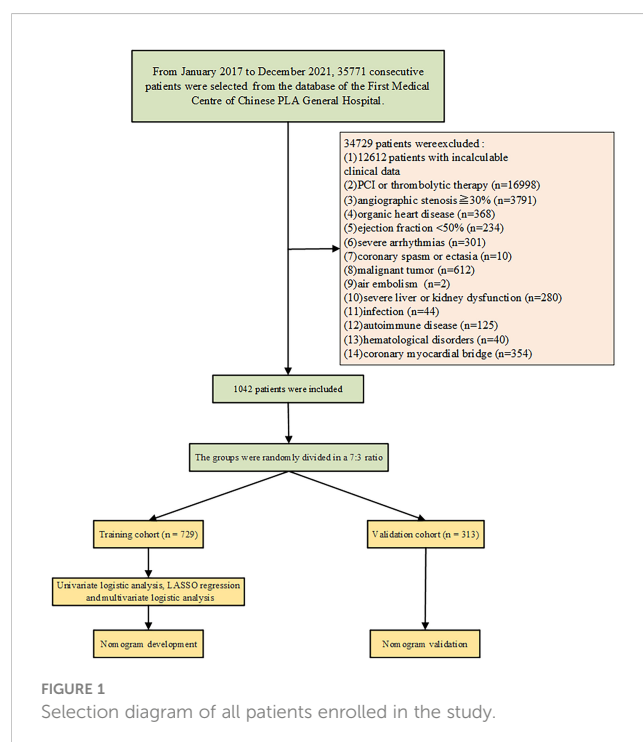 From January 2017 to December 2021, 35771 consecutive
patients were selected from the database of the First Medical
Centre of Chinese PLA General Hospital.
34729 patients wereexcluded :
(1)12612 patients with incalculable
clinical data
(2)PCI or thrombolytic therapy (n=16998)
(3)angiographic stenosis≧30% (n=3791)
(4)organic heart disease (n=368)
(5)ejection fraction <50% (n=234)
(6)severe arrhythmias (n=301)
(7)coronary spasm or ectasia (n=10)
(8)malignant tumor (n=612)
(9)air embolism (n=2)
(10)severe liver or kidney dysfunction (n=280)
(11)infection (n=44)
(12)autoimmune disease (n=125)
(13)hematological disorders (n=40)
(14)coronary myocardial bridge (n=354)
1042 patients were included
The groups were randomly divided in a 7:3 ratio
Training cohort (n = 729)
Validation cohort (n = 313)
Univariate logistic analysis, LASSO regression
and multivariate logistic analysis
Nomogram development
Nomogram validation
FIGURE 1
Selection diagram of all patients enrolled in the study.